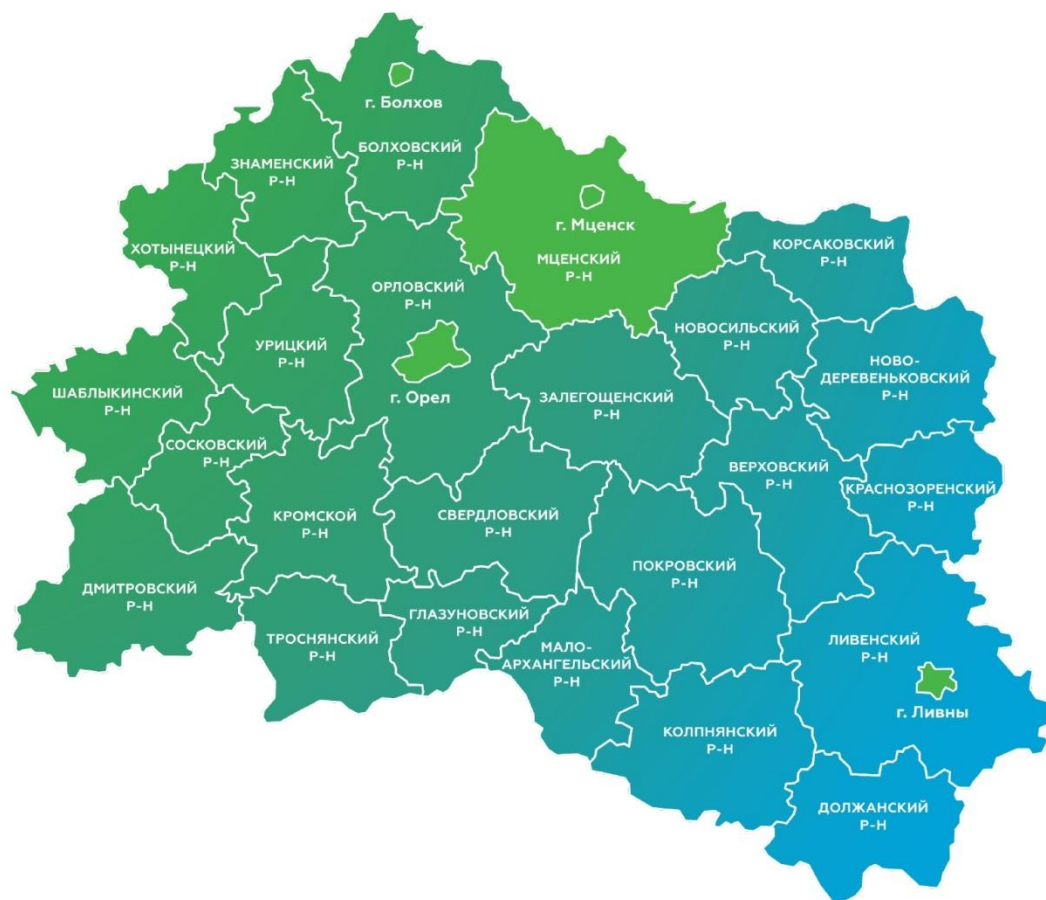 г. Болхов
БОЛХОВСКИЙ
Р-Н
ЗНАМЕНСКИЙ
Р-Н
г. Мценск
МЦЕНСКИЙ
Р-Н
ХОТЫНЕЦКИЙ
Р-Н
КОРСАКОВСКИЙ
Р-Н
ОРЛОВСКИЙ
Р-Н
УРИЦКИЙ
Р-Н
НОВОСИЛЬСКИЙ
Р-Н
НОВО-
ДЕРЕВЕНЬКОВСКИЙ
Р-Н
ШАБЛЫКИНСКИЙ
Р-Н
г. Орел
ЗАЛЕГОЩЕНСКИЙ
Р-Н
СОСКОВСКИЙ
Р-Н
ВЕРХОВСКИЙ
Р-Н
КРАСНОЗОРЕНСКИЙ
Р-Н
КРОМСКОЙ
Р-Н
СВЕРДЛОВСКИЙ
Р-Н
ПОКРОВСКИЙ
Р-Н
ДМИТРОВСКИЙ
Р-Н
ГЛАЗУНОВСКИЙ
Р-Н
ТРОСНЯНСКИЙ
Р-Н
МАЛО-
АРХАНГЕЛЬСКИЙ
Р-Н
ЛИВЕНСКИЙ
Р-Н
г. Ливны
КОЛПНЯНСКИЙ
Р-Н
ДОЛЖАНСКИЙ
Р-Н